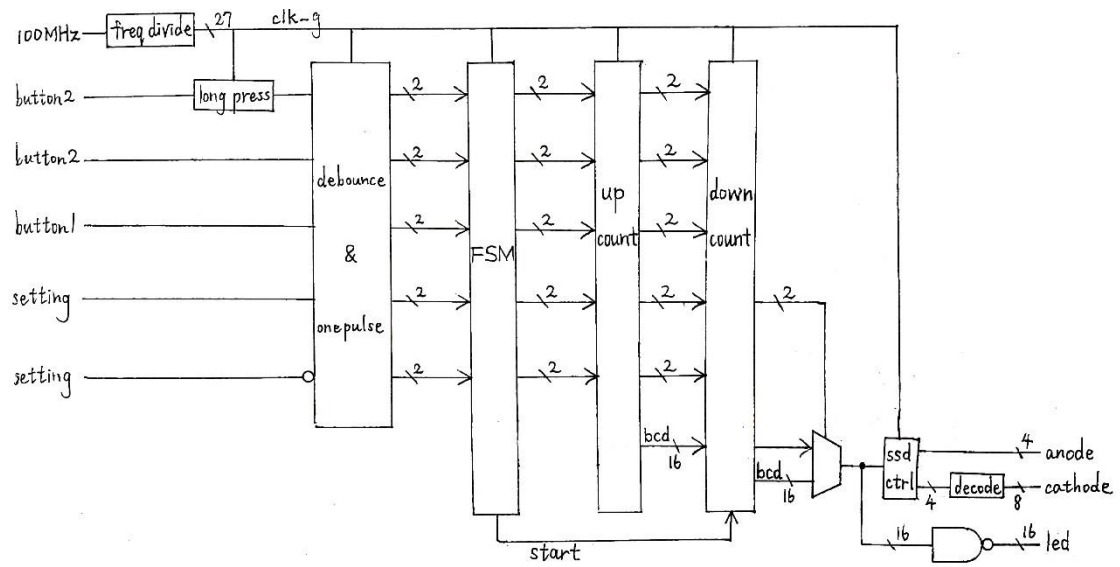 27 clk_g
100MHz freq divide
button2 long press 2 2 2
button2 2 2 2
debounce up down
button1 2 2 2
& FSM count count
setting 2 2 2 2
onepulse
setting 2 2 2
bcd 16
ssd 4 anode
bcd 16 ctrl 4 decode 8 cathode
16 16 led
start